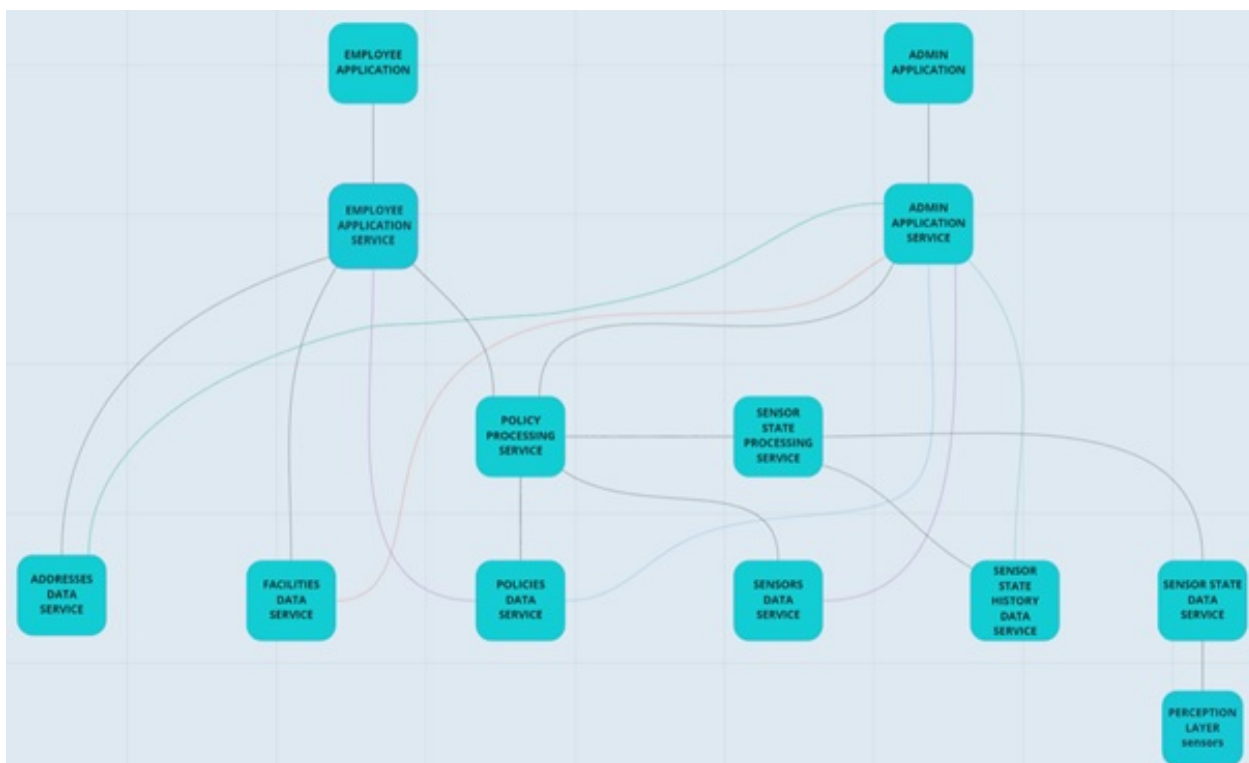 EMPLOYEE
APPLICATION
ADMIN
APPLICATION
EMPLOYEE
APPLICATION
SERVICE
ADMIN
APPLICATION
SERVICE
POLICY
PROCESSING
SERVICE
SENSOR
STATE
PROCESSING
SERVICE
ADDRESSES
DATA
SERVICE
FACILITIES
DATA
SERVICE
POLICIES
DATA
SERVICE
SENSORS
DATA
SERVICE
SENSOR
STATE
HISTORY
DATA
SERVICE
SENSOR STATE
DATA
SERVICE
PERCEPTION
LAYER
sensors